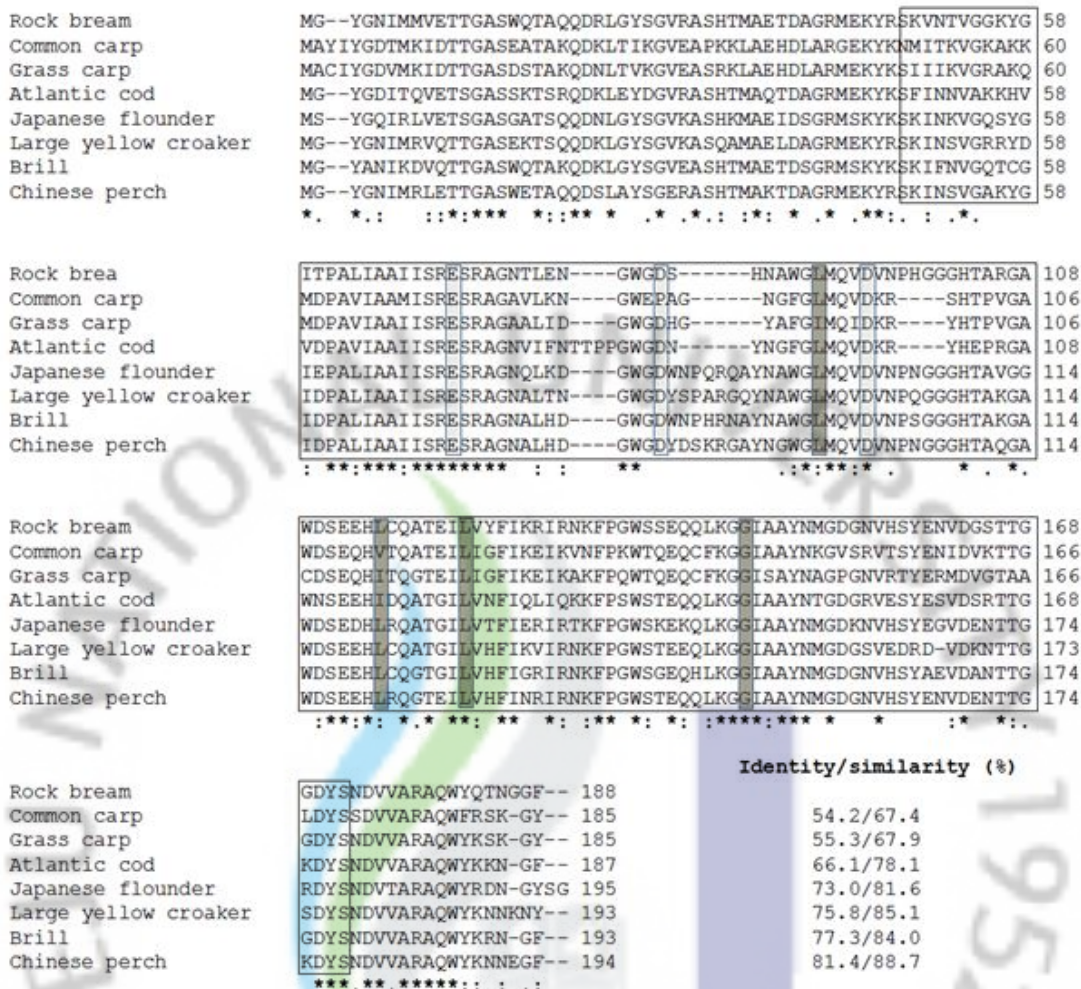 Rock bream MG--YGNIMMVETTGASWQTAQQDRLGYSGVRASHTMAETDAGRMEKYRSKVNTVGGKYG 58
Common carp MAYIYGDTMKIDTTGASEATAKQDKLTIKGVEAPKKLAEHDLARGEKYKNMITKVGKAKK 60
Grass carp MACIYGDVMKIDTTGASDSTAKQDNLTVKGVEASRKLAEHDLARMEKYKSIIIKVGRAKQ 60
Atlantic cod MG--YGDITQVETSGASSKTSRQDKLEYDGVRASHTMAQTDAGRMEKYKSFINNVAKKHV 58
Japanese flounder MS--YGQIRLVETSGASGATSQQDNLGYSGVKASHKMAEIDSGRMEKYKSKINKVGQSYG 58
Large yellow croaker MG--YGNIMRVQTTGASEKTSQQDKLGYSGVKASQAMAELDAGRMEKYKSKINSVGRRYD 58
Brill MG--YANIKDVQTTGASWQTAKQDKLGYSGVEASHTMAETDSGRMSKYKSKIFNVGQTCG 58
Chinese perch MG--YGNIMRLETTGASWETAQQDSLAYSGERASHTMAKTDAGRMEKYRSKINSVGAKYG 58
*. *.: ::*:*** *::** * .* .*.:*: * .* **:. : .*.
Rock brea ITPALIAAIISRESRAGNTLEN----GWGDS------HNAWGLMQVDVNPHGGGHTARGA 108
Common carp MDPAVIAAMISRESRAGAVLKN----GWEPAG-----NGFGLMQVDKR----SHTPVGA 106
Grass carp MDPAVIAAIISRESRAGAALID----GWGDHG-----YAFGIMQIDKR----YHTPVGA 106
Atlantic cod VDPALIAAIISRESRAGNVIFNTTPPGWGDN-----YNGFGLMQVDKR----YHEPRGA 108
Japanese flounder IEPALIAAIISRESRAGNQLKD----GWGDWNPQRQAYNAWGLMQVDVNPNGGGHTAVGG 114
Large yellow croaker IDPALIAAIISRESRAGNALTN----GWGDYSPARGQYNAWGLMQVDVNPQGGGHTAKGA 114
Brill IDPALIAAIISRESRAGNALHD----GWGDWNPHRNAYNAWGLMQVDVNPSGGGHTAKGA 114
Chinese perch IDPALIAAIISRESRAGNALHD----GWGDYDSKRGAYNGWGLMQVDVNPNGGGHTAQGA 114
: **:***:******** : : ** .:*:**:* * . *.
Rock bream WDSEEHLCQATEILVYFIKRIRNKFPGWSSEQQLKGGIAAYNMGDGNVHSYENVDGSTTG 168
Common carp WDSEQHVTQATEILIGFIKEIKVNFPKWTQEQCFKGGIAAYNKGVSRVTSYENIDVKTTG 166
Grass carp CDSEQHITQGTEILIGFIKEIKAKFPQWTQEQCFKGGISAYNAGPGNVRTYERMDVGTAA 166
Atlantic cod WNSEEHIDQATGILVNFIQLIQKKFPSWSTEQQLKGGIAAYNTGDGRVESYESVDSRTTG 168
Japanese flounder WDSEDHLRQATGILVTFIERIRTKFPGWSKEKQLKGGIAAYNMGDKNVHSYEGVDENTTG 174
Large yellow croaker WDSEEHLCQATGILVHFIKVIRNKFPGWSTEEQLKGGIAAYNMGDGSVEDRD-VDKNTTG 173
Brill WDSEEHLCQGTGILVHFIGRIRNKFPGWSGEQHLKGGIAAYNMGDGNVHSYAEVDANTTG 174
Chinese perch WDSEEHLRQGTEILVHFINRIRNKFPGWSTEQQLKGGIAAYNMGDGNVHSYENVDENTTG 174
:**:*: *.* **: ** *: :** *: *: :****:*** * * :* *:.
Identity/similarity (%)
Rock bream GDYSNDVVARAQWYQTNGGF-- 188
Common carp LDYSSDVVARAQWFRSK-GY-- 185 54.2/67.4
Grass carp GDYSNDVVARAQWYKSK-GY-- 185 55.3/67.9
Atlantic cod KDYSNDVVARAQWYKKN-GF-- 187 66.1/78.1
Japanese flounder RDYSNDVTARAQWYRDN-GYSG 195 73.0/81.6
Large yellow croaker SDYSNDVVARAQWYKNNKNY-- 193 75.8/85.1
Brill GDYSNDVVARAQWYKRN-GF-- 193 77.3/84.0
Chinese perch KDYSNDVVARAQWYKNNEGF-- 194 81.4/88.7
***.**.*****:: . .:
NATIONAL UNIVERSITY 1952